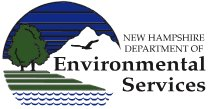 NEW HAMPSHIRE
DEPARTMENT OF
Environmental
Services